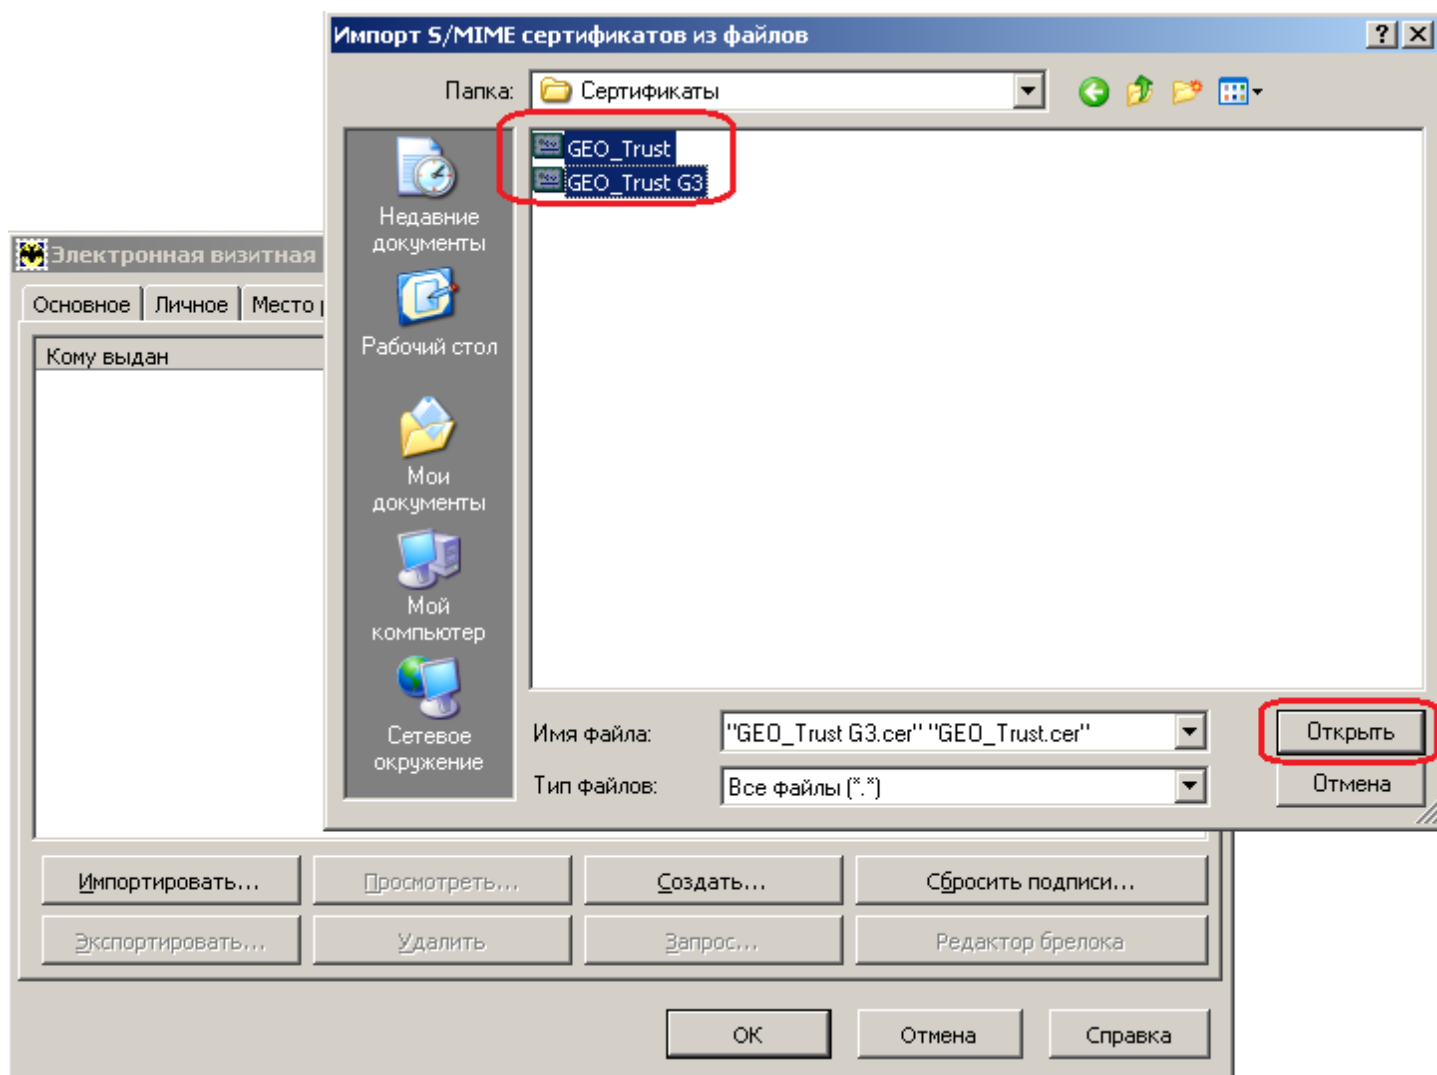 Импорт S/MIME сертификатов из файлов
Папка:
Сертификаты
GEO_Trust
GEO_Trust G3
Недавние
документы
Рабочий стол
Мои
документы
Мой
компьютер
Сетевое
окружение
Имя файла:
"GEO_Trust G3.cer" "GEO_Trust.cer"
Открыть
Тип файлов:
Все файлы (*.*)
Отмена
Электронная визитная
Основное
Личное
Место
Кому выдан
Импортировать...
Просмотреть...
Создать...
Сбросить подписи...
Экспортировать...
Удалить
Запрос...
Редактор брелока
OK
Отмена
Справка